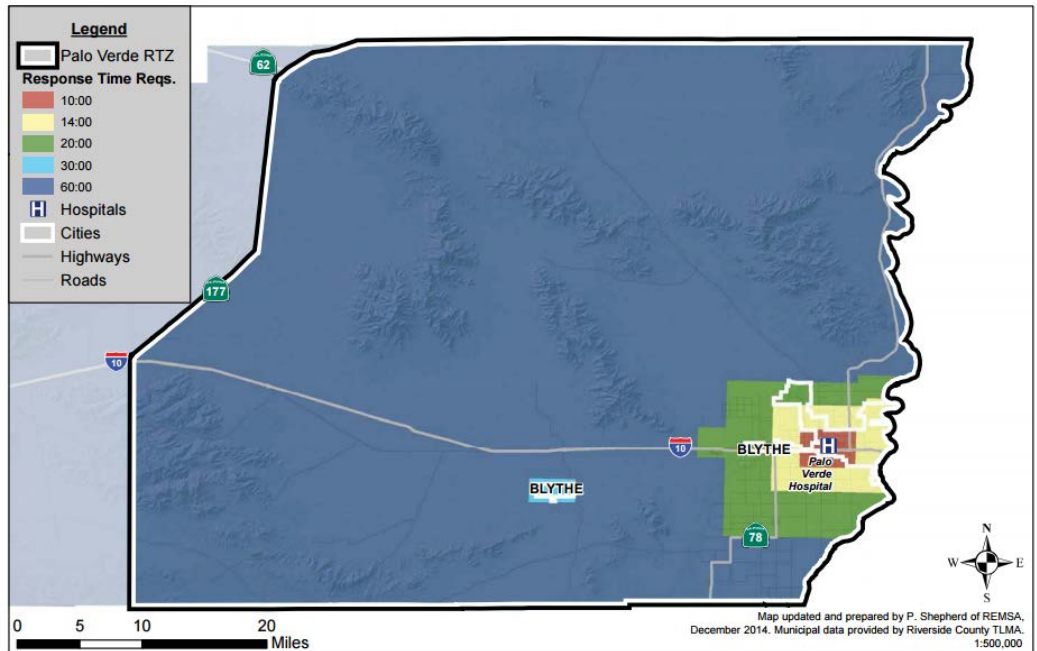 Legend
Palo Verde RTZ
Response Time Reqs.
10:00
14:00
20:00
30:00
60:00
H Hospitals
Cities
Highways
Roads
62
177
10
10
BLYTHE
H
Palo
Verde
Hospital
BLYTHE
78
N
W E
S
0 5 10 20
Miles
Map updated and prepared by P. Shepherd of REMSA,
December 2014. Municipal data provided by Riverside County TLMA.
1:500,000